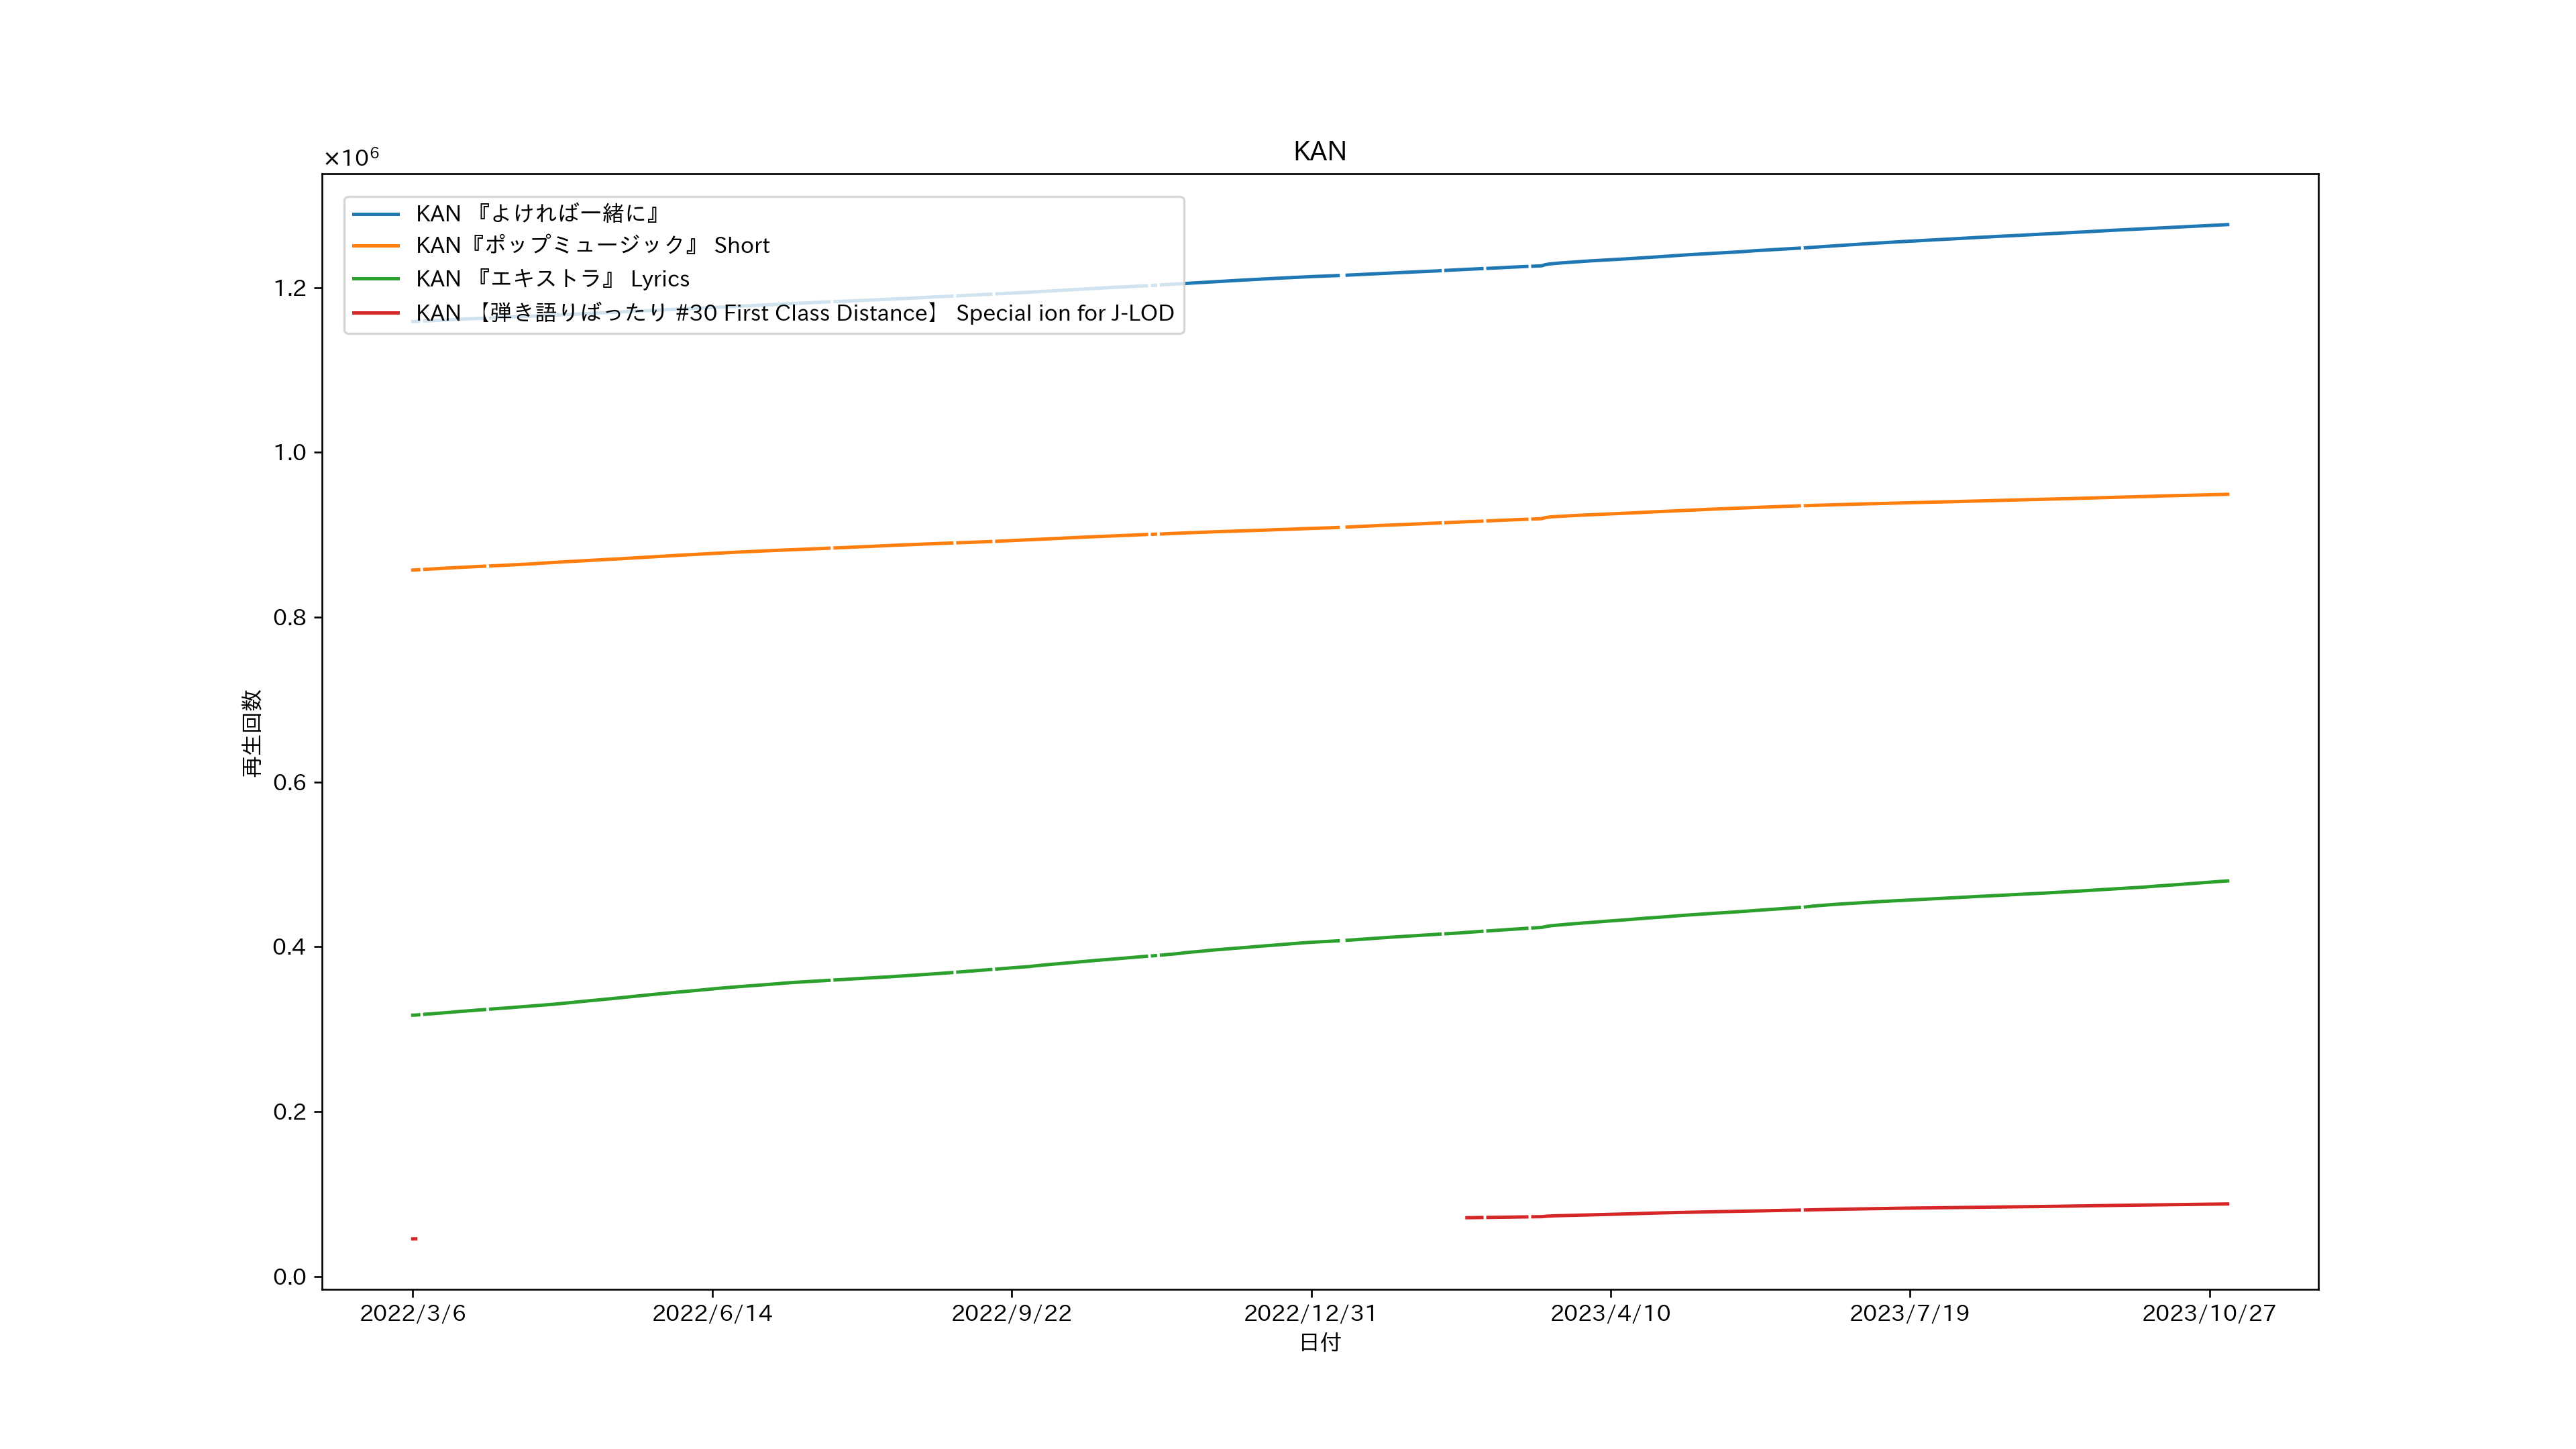 KAN
×10⁶
KAN 『よければ一緒に』
KAN『ポップミュージック』 Short
KAN 『エキストラ』 Lyrics
KAN 【弾き語りばったり #30 First Class Distance】 Special ion for J-LOD
1.2
1.0
0.8
0.6
0.4
0.2
0.0
再生回数
2022/3/6 2022/6/14 2022/9/22 2022/12/31 2023/4/10 2023/7/19 2023/10/27
日付